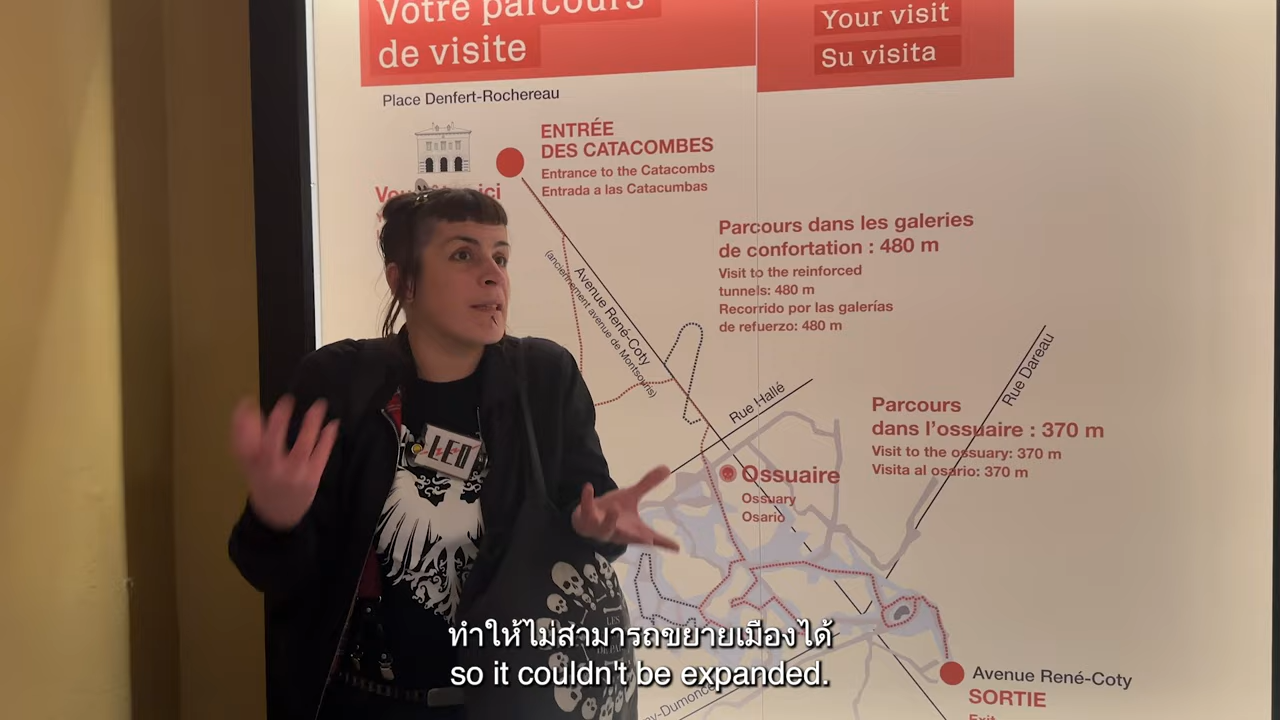 Votre parcours
de visite
Your visit
Su visita
Place Denfert-Rochereau
ENTRÉE
DES CATACOMBES
Entrance to the Catacombs
Entrada a las Catacumbas
ici
Parcours dans les galeries
de confortation : 480 m
Visit to the reinforced
tunnels: 480 m
Recorrido por las galerías
de refuerzo: 480 m
Avenue René-Coty
(anciennement avenue de Montsouris)
Rue Hallé
Rue Dareau
Parcours
dans l'ossuaire : 370 m
Visit to the ossuary: 370 m
Visita al osario: 370 m
Ossuaire
Ossuary
Osario
LEO
LES
Avenue René-Coty
SORTIE
Exit
ทำให้ไม่สามารถขยายเมืองได้
so it couldn't be expanded.